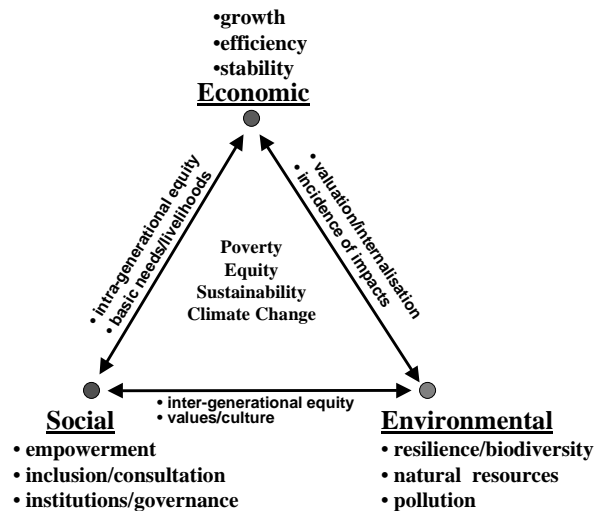 •growth
•efficiency
•stability
Economic
• intra-generational equity
• basic needs/livelihoods
• valuation/internalisation
• incidence of impacts
Poverty
Equity
Sustainability
Climate Change
• inter-generational equity
• values/culture
Social
• empowerment
• inclusion/consultation
• institutions/governance
Environmental
• resilience/biodiversity
• natural resources
• pollution